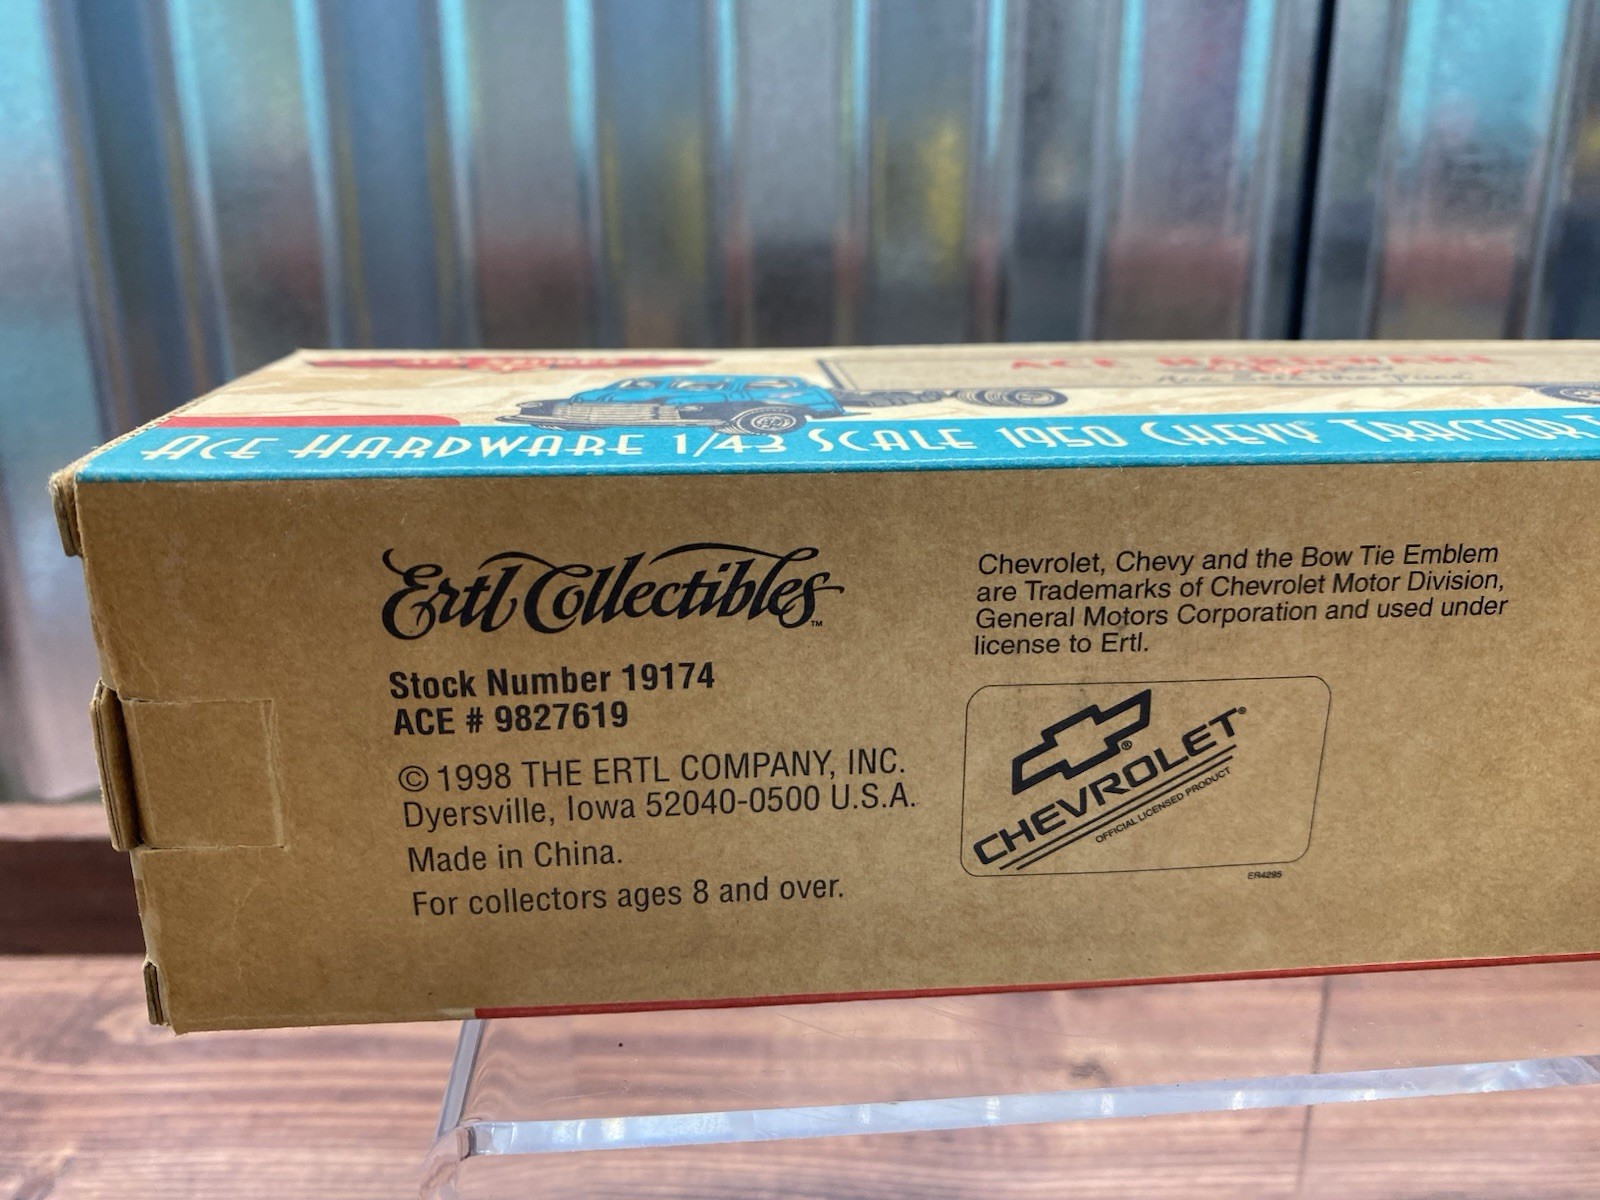 ACE HARDWARE
ACE HARDWARE 1/43 SCALE 1950 CHEVY TRACTOR
Ertl Collectibles™
Stock Number 19174
ACE # 9827619
© 1998 THE ERTL COMPANY, INC.
Dyersville, Iowa 52040-0500 U.S.A.
Made in China.
For collectors ages 8 and over.
Chevrolet, Chevy and the Bow Tie Emblem
are Trademarks of Chevrolet Motor Division,
General Motors Corporation and used under
license to Ertl.
®
CHEVROLET®
OFFICIAL LICENSED PRODUCT
ER4295